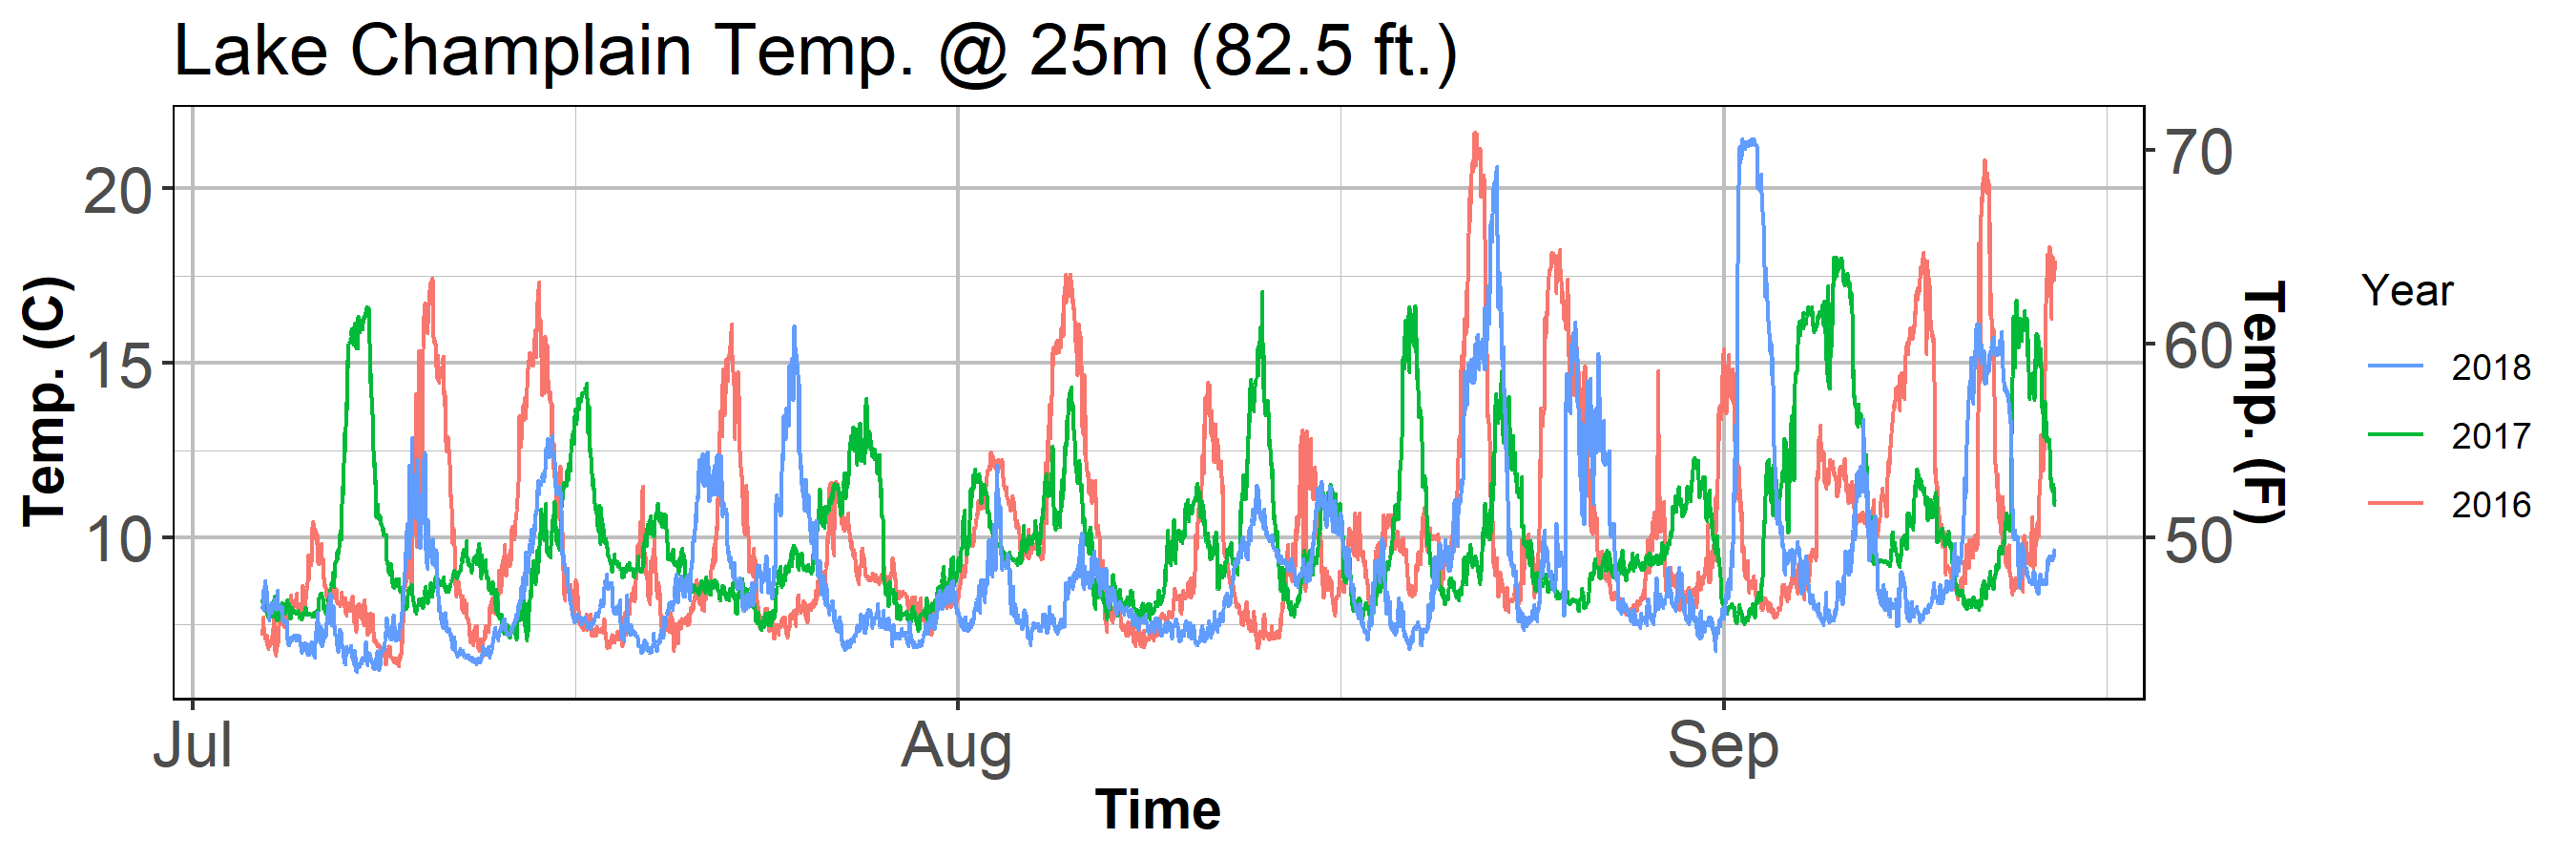 Lake Champlain Temp. @ 25m (82.5 ft.)
Temp. (C)
20
15
10
70
60
50
Temp. (F)
Jul
Aug
Sep
Time
Year
2018
2017
2016